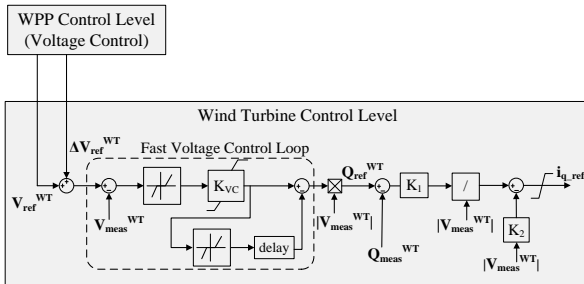 WPP Control Level
(Voltage Control)
Wind Turbine Control Level
ΔV_ref^WT
Fast Voltage Control Loop
V_ref^WT
V_meas^WT
K_VC
delay
Q_ref^WT
|V_meas^WT|
Q_meas^WT
K_1
/
|V_meas^WT|
K_2
|V_meas^WT|
i_q_ref